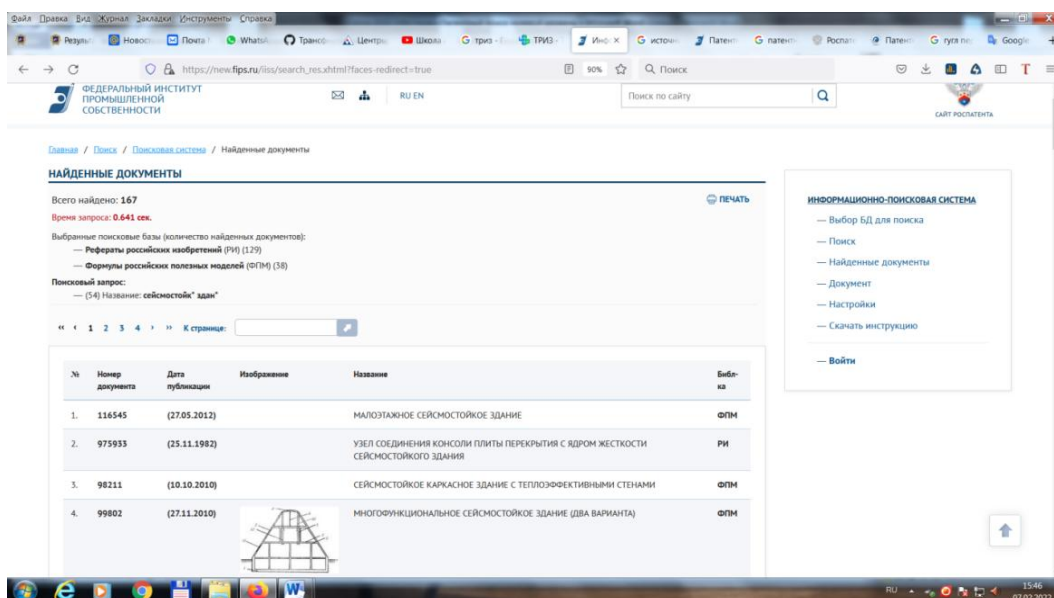 Файл Правка Вид Журнал Закладки Инструменты Справка
Почта
ТРИЗ -
Google
https://new.fips.ru/iiss/search_res.xhtml?faces-redirect=true
90%
Поиск
ФЕДЕРАЛЬНЫЙ ИНСТИТУТ
ПРОМЫШЛЕННОЙ
СОБСТВЕННОСТИ
RU EN
Поиск по сайту
САЙТ РОСПАТЕНТА
Главная / Поиск / Поисковая система / Найденные документы
НАЙДЕННЫЕ ДОКУМЕНТЫ
Всего найдено: 167
ПЕЧАТЬ
Время запроса: 0.641 сек.
Выбранные поисковые базы (количество найденных документов):
— Рефераты российских изобретений (РИ) (129)
— Формулы российских полезных моделей (ФПМ) (38)
Поисковый запрос:
— (54) Название: сейсмостойк* здан*
‹‹ ‹ 1 2 3 4 › ›› К странице:
№ Номер документа Дата публикации Изображение Название Библ-ка
1. 116545 (27.05.2012) МАЛОЭТАЖНОЕ СЕЙСМОСТОЙКОЕ ЗДАНИЕ ФПМ
2. 975933 (25.11.1982) УЗЕЛ СОЕДИНЕНИЯ КОНСОЛИ ПЛИТЫ ПЕРЕКРЫТИЯ С ЯДРОМ ЖЕСТКОСТИ РИ
СЕЙСМОСТОЙКОГО ЗДАНИЯ
3. 98211 (10.10.2010) СЕЙСМОСТОЙКОЕ КАРКАСНОЕ ЗДАНИЕ С ТЕПЛОЭФФЕКТИВНЫМИ СТЕНАМИ ФПМ
4. 99802 (27.11.2010) МНОГОФУНКЦИОНАЛЬНОЕ СЕЙСМОСТОЙКОЕ ЗДАНИЕ (ДВА ВАРИАНТА) ФПМ
ИНФОРМАЦИОННО-ПОИСКОВАЯ СИСТЕМА
— Выбор БД для поиска
— Поиск
— Найденные документы
— Документ
— Настройки
— Скачать инструкцию
— Войти
RU
15:46
07.02.2022